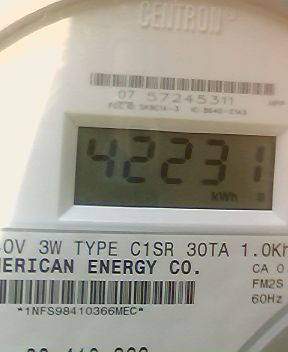 CENTRON
07 57245311
42231
kWh
0V 3W TYPE C1SR 30TA 1.0Kh
MERICAN ENERGY CO.
CA 0.
FM2S
60Hz
*1NFS98410366MEC*